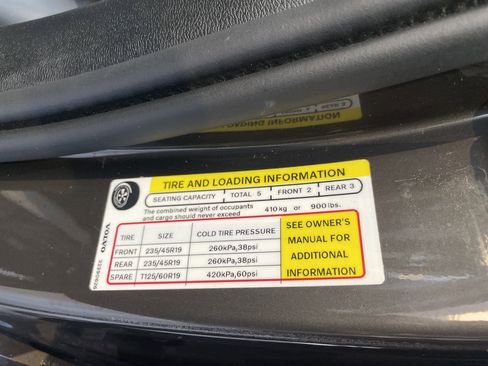 TIRE AND LOADING INFORMATION
SEATING CAPACITY TOTAL 5 FRONT 2 REAR 3
The combined weight of occupants
and cargo should never exceed 410kg or 900lbs.
TIRE SIZE COLD TIRE PRESSURE
FRONT 235/45R19 260kPa,38psi
REAR 235/45R19 260kPa,38psi
SPARE T125/60R19 420kPa,60psi
SEE OWNER'S
MANUAL FOR
ADDITIONAL
INFORMATION
VOLVO